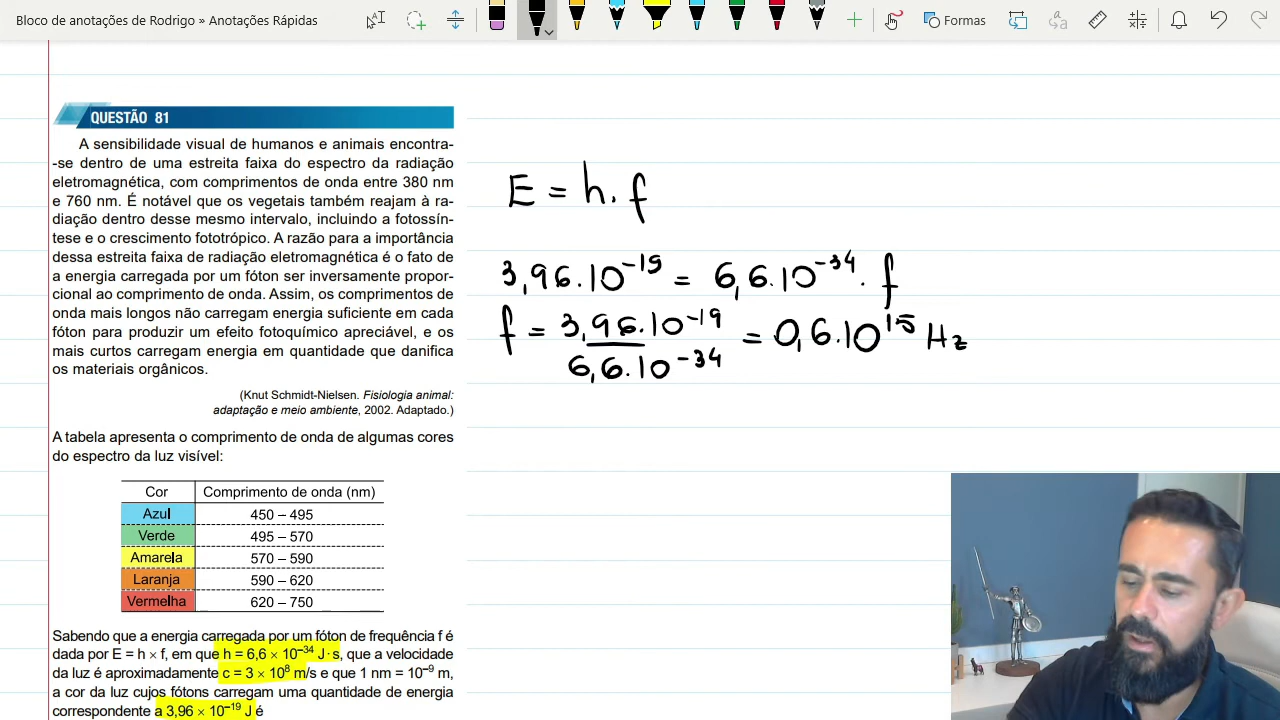 Bloco de anotações de Rodrigo » Anotações Rápidas
Formas
QUESTÃO 81
A sensibilidade visual de humanos e animais encontra-
-se dentro de uma estreita faixa do espectro da radiação
eletromagnética, com comprimentos de onda entre 380 nm
e 760 nm. É notável que os vegetais também reajam à ra-
diação dentro desse mesmo intervalo, incluindo a fotossín-
tese e o crescimento fototrópico. A razão para a importância
dessa estreita faixa de radiação eletromagnética é o fato de
a energia carregada por um fóton ser inversamente propor-
cional ao comprimento de onda. Assim, os comprimentos de
onda mais longos não carregam energia suficiente em cada
fóton para produzir um efeito fotoquímico apreciável, e os
mais curtos carregam energia em quantidade que danifica
os materiais orgânicos.
(Knut Schmidt-Nielsen. Fisiologia animal:
adaptação e meio ambiente, 2002. Adaptado.)
A tabela apresenta o comprimento de onda de algumas cores
do espectro da luz visível:
Cor Comprimento de onda (nm)
Azul 450 – 495
Verde 495 – 570
Amarela 570 – 590
Laranja 590 – 620
Vermelha 620 – 750
Sabendo que a energia carregada por um fóton de frequência f é
dada por E = h × f, em que h = 6,6 × 10⁻³⁴ J · s, que a velocidade
da luz é aproximadamente c = 3 × 10⁸ m/s e que 1 nm = 10⁻⁹ m,
a cor da luz cujos fótons carregam uma quantidade de energia
correspondente a 3,96 × 10⁻¹⁹ J é
E = h. f
3,96.10⁻¹⁹ = 6,6.10⁻³⁴. f
f = 3,96.10⁻¹⁹ = 0,6.10¹⁵ Hz
6,6.10⁻³⁴